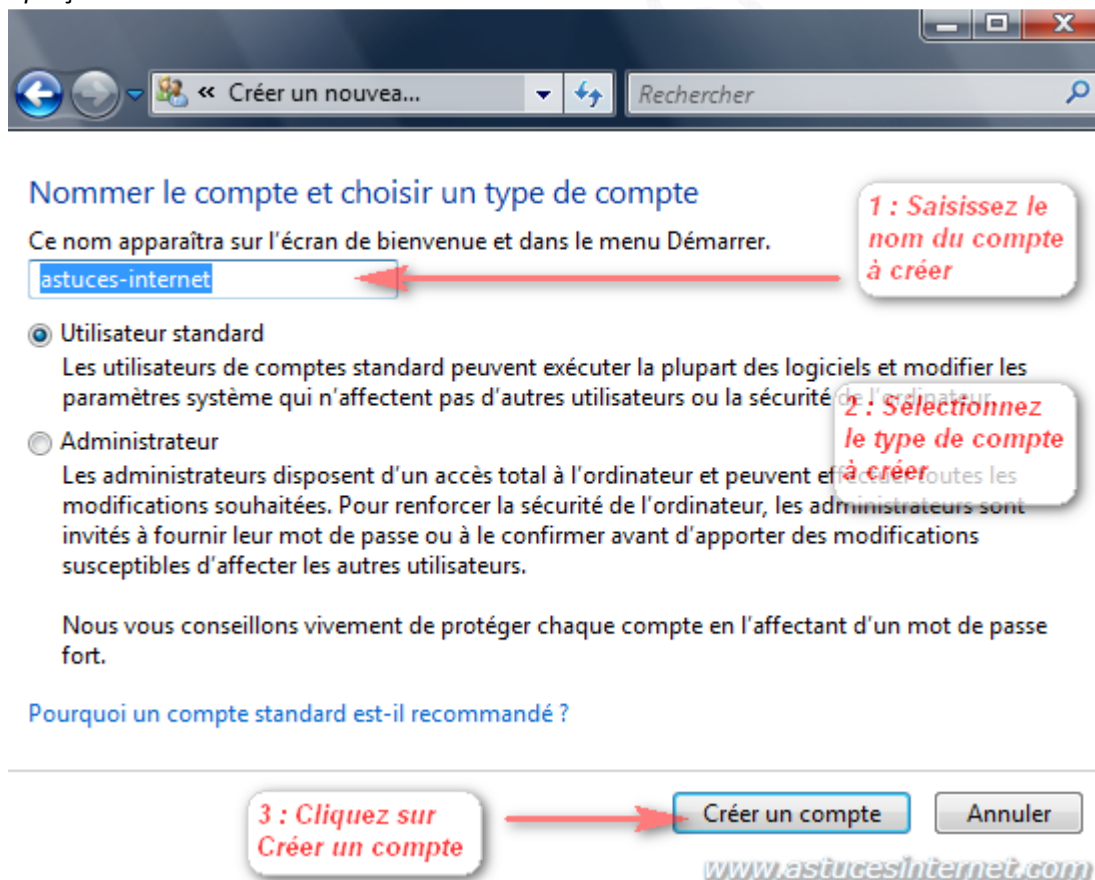 « Créer un nouvea...
Rechercher
Nommer le compte et choisir un type de compte
Ce nom apparaîtra sur l'écran de bienvenue et dans le menu Démarrer.
1 : Saisissez le
nom du compte
à créer
astuces-internet
Utilisateur standard
Les utilisateurs de comptes standard peuvent exécuter la plupart des logiciels et modifier les
paramètres système qui n'affectent pas d'autres utilisateurs ou la sécurité de l'ordinateur.
2 : Sélectionnez
le type de compte
à créer
Administrateur
Les administrateurs disposent d'un accès total à l'ordinateur et peuvent effectuer toutes les
modifications souhaitées. Pour renforcer la sécurité de l'ordinateur, les administrateurs sont
invités à fournir leur mot de passe ou à le confirmer avant d'apporter des modifications
susceptibles d'affecter les autres utilisateurs.
Nous vous conseillons vivement de protéger chaque compte en l'affectant d'un mot de passe
fort.
Pourquoi un compte standard est-il recommandé ?
3 : Cliquez sur
Créer un compte
Créer un compte
Annuler
www.astucesinternet.com